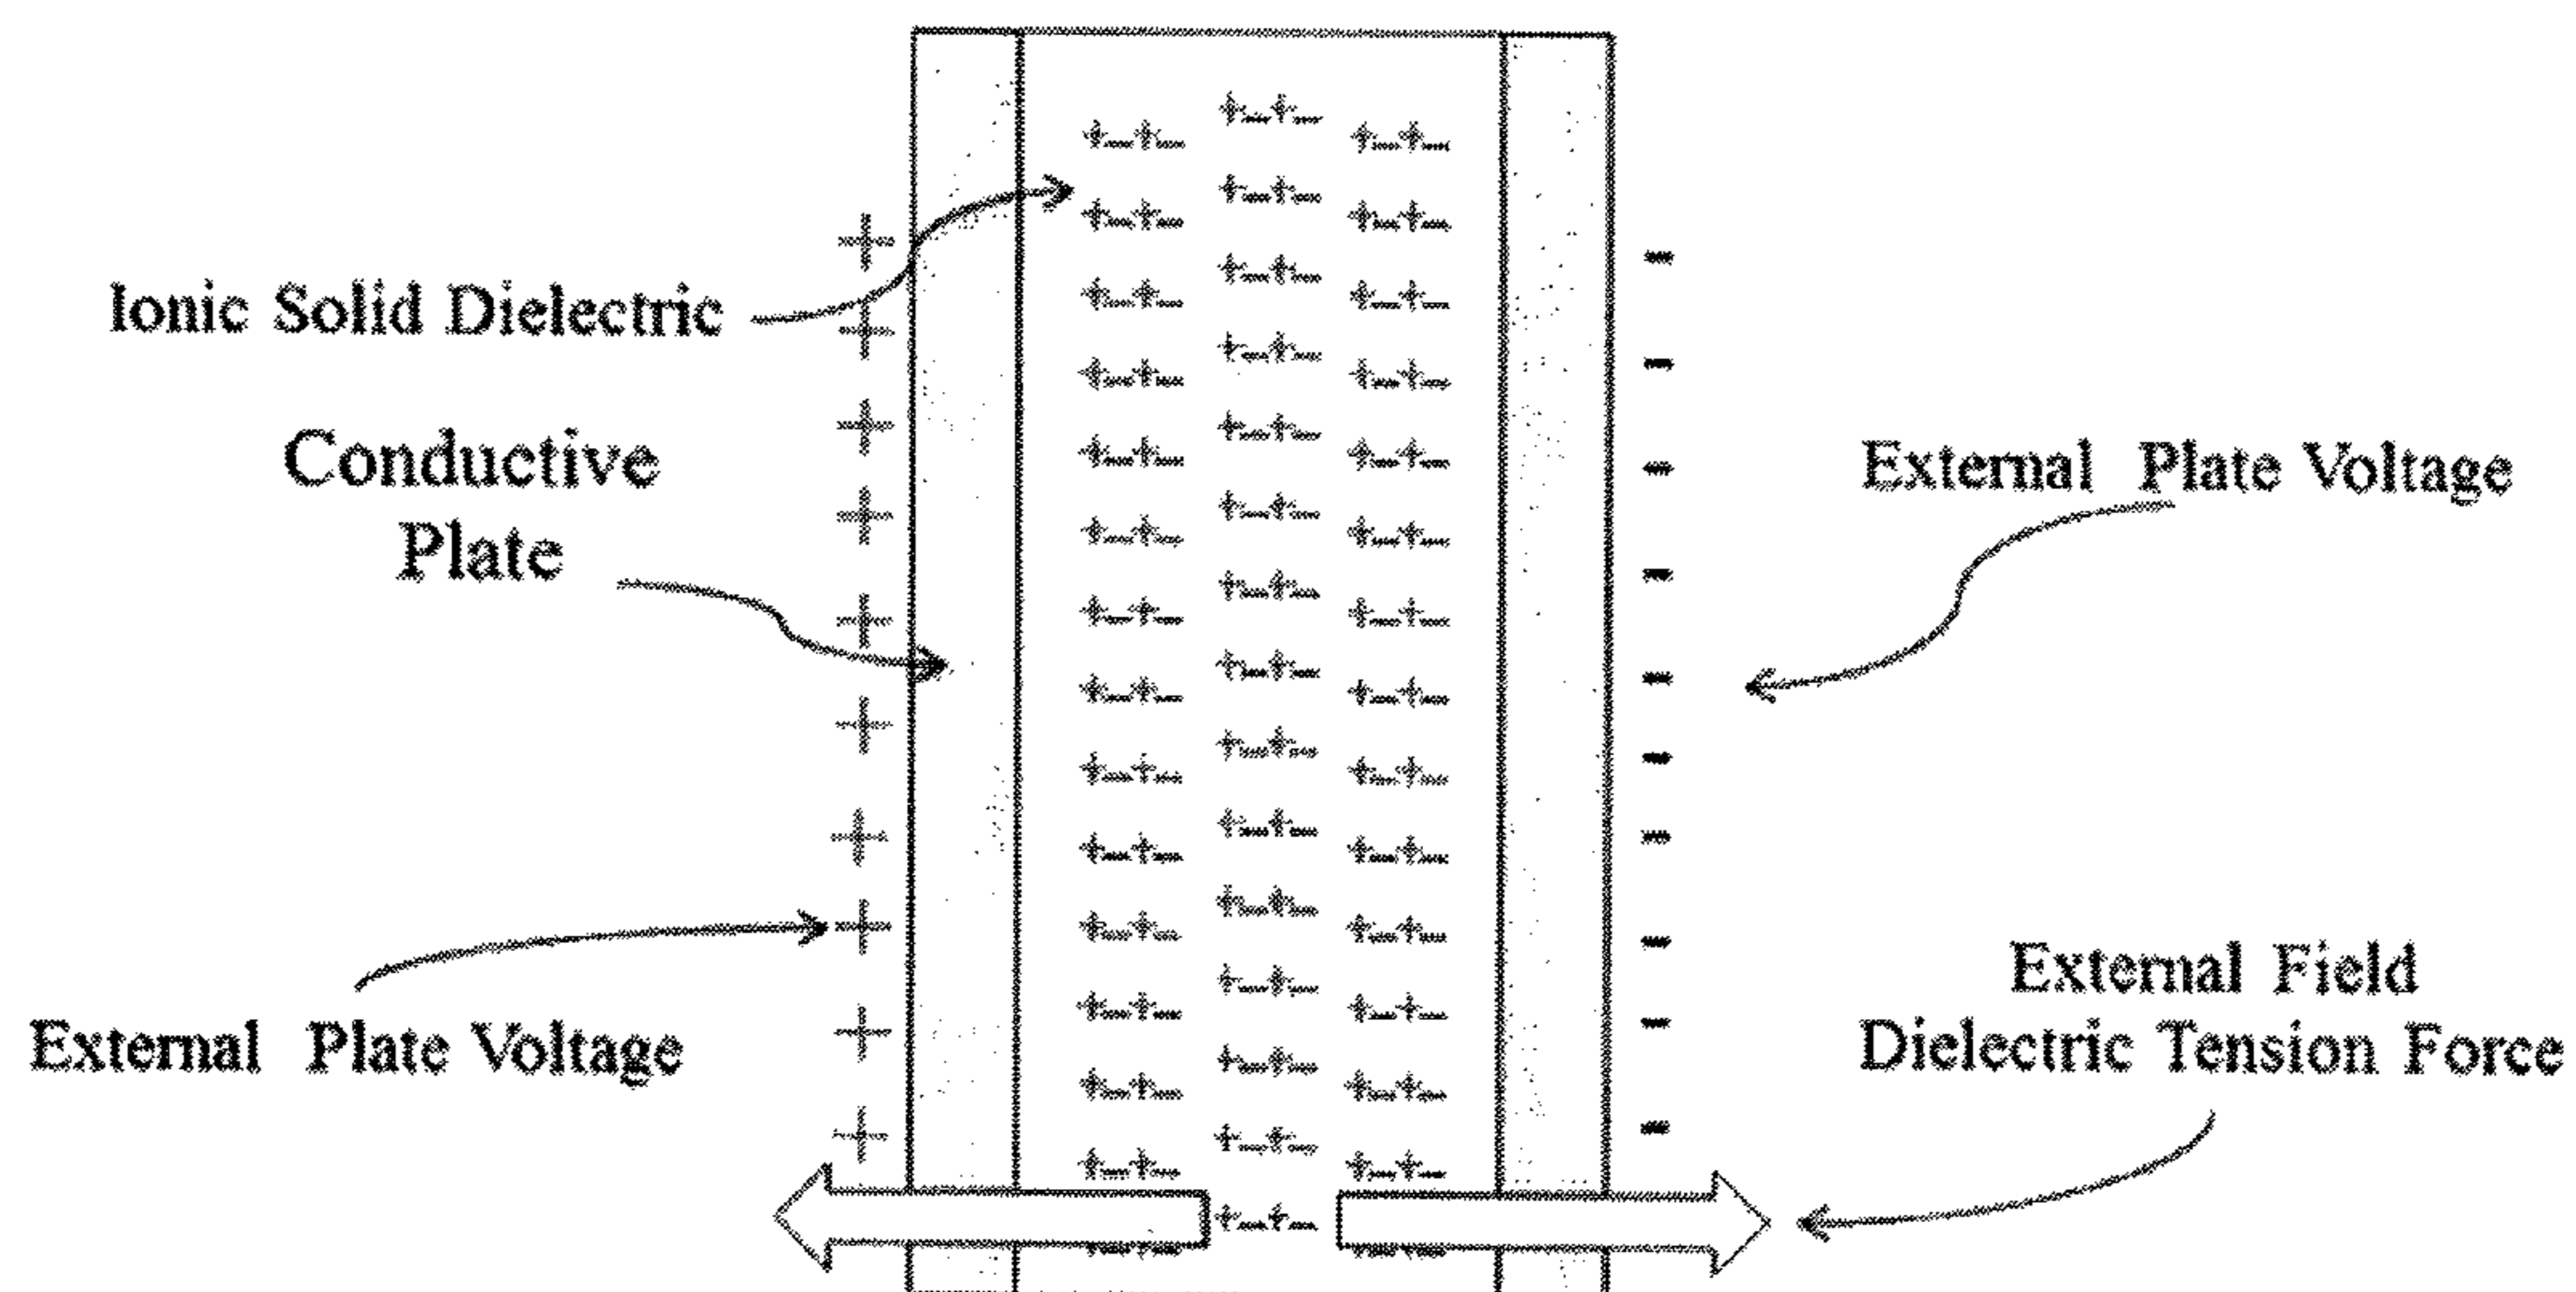 Ionic Solid Dielectric
Conductive
Plate
External Plate Voltage
External Plate Voltage
External Field
Dielectric Tension Force